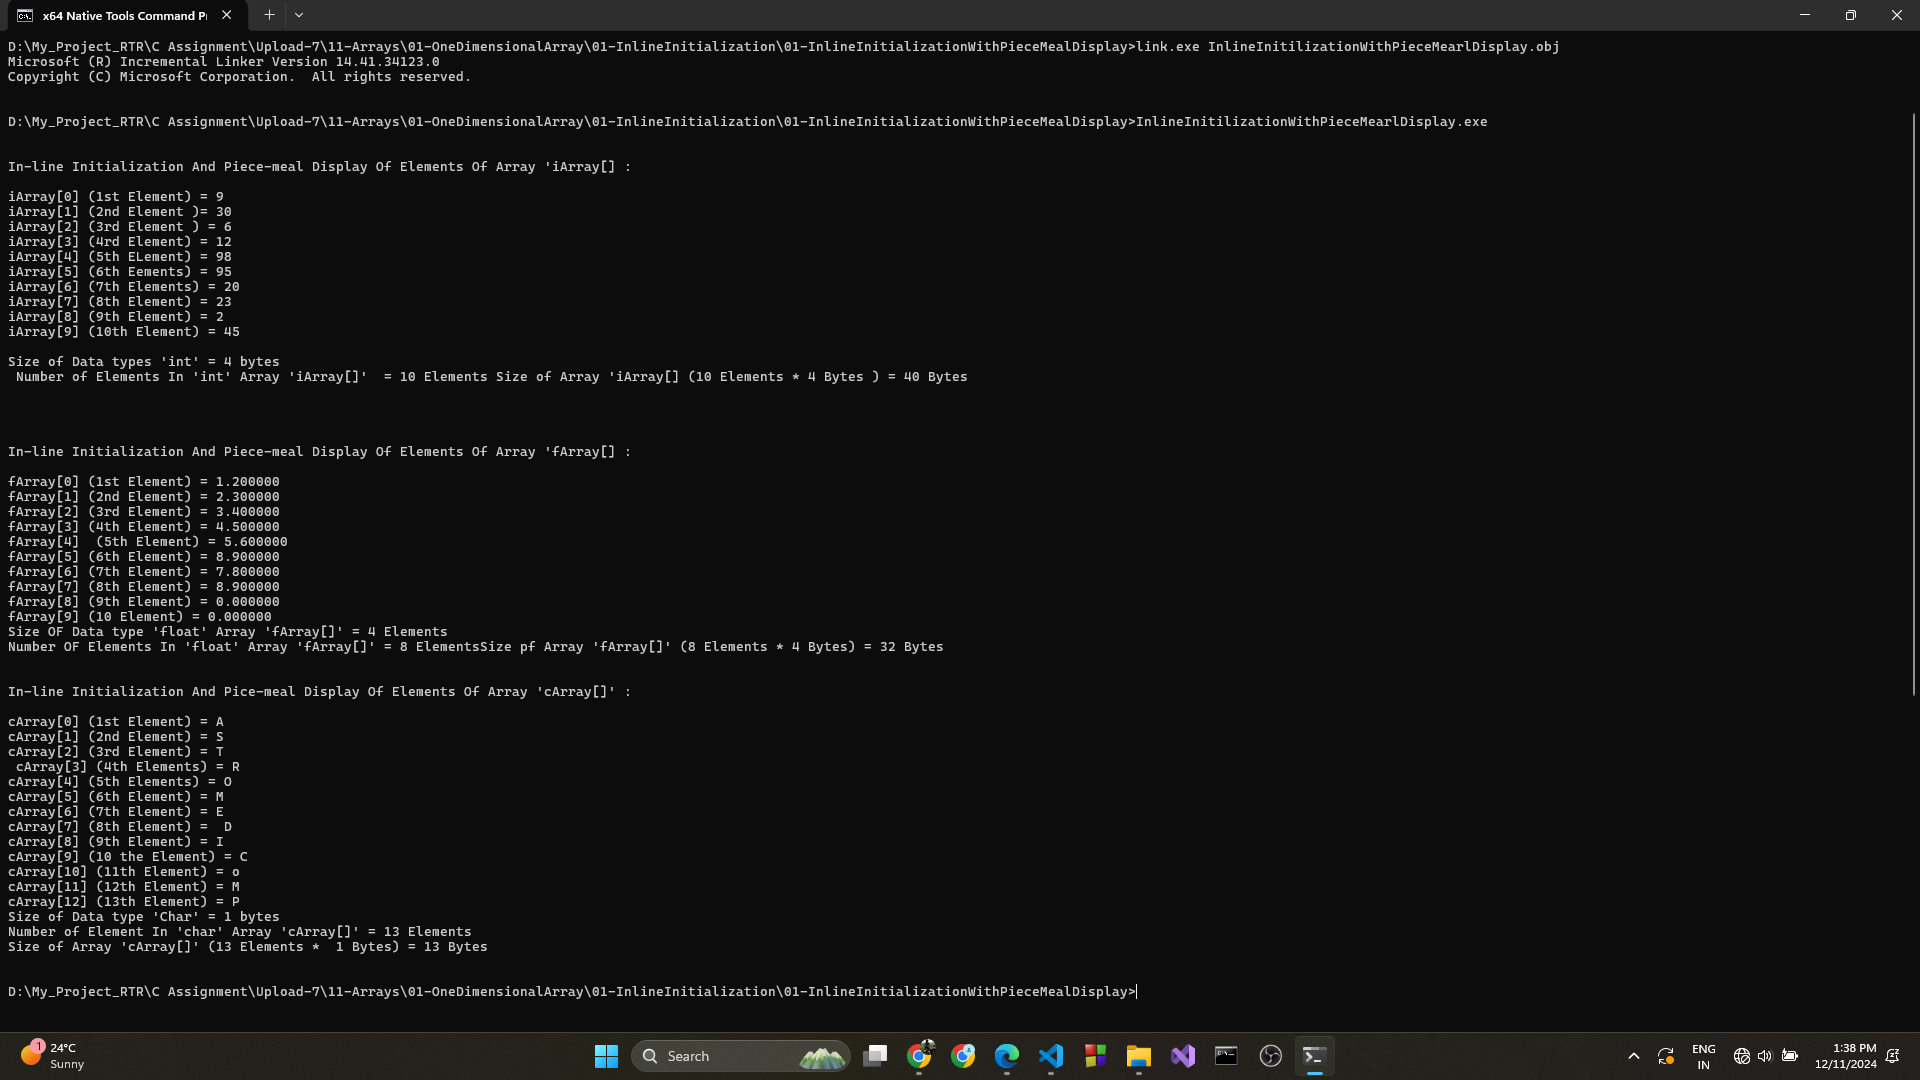 x64 Native Tools Command P
D:\My_Project_RTR\C Assignment\Upload-7\11-Arrays\01-OneDimensionalArray\01-InlineInitialization\01-InlineInitializationWithPieceMealDisplay>link.exe InlineInitilizationWithPieceMearlDisplay.obj
Microsoft (R) Incremental Linker Version 14.41.34123.0
Copyright (C) Microsoft Corporation.  All rights reserved.
D:\My_Project_RTR\C Assignment\Upload-7\11-Arrays\01-OneDimensionalArray\01-InlineInitialization\01-InlineInitializationWithPieceMealDisplay>InlineInitilizationWithPieceMearlDisplay.exe
In-line Initialization And Piece-meal Display Of Elements Of Array 'iArray[] :
iArray[0] (1st Element) = 9
iArray[1] (2nd Element )= 30
iArray[2] (3rd Element ) = 6
iArray[3] (4rd Element) = 12
iArray[4] (5th ELement) = 98
iArray[5] (6th Eements) = 95
iArray[6] (7th Elements) = 20
iArray[7] (8th Element) = 23
iArray[8] (9th Element) = 2
iArray[9] (10th Element) = 45
Size of Data types 'int' = 4 bytes
 Number of Elements In 'int' Array 'iArray[]'  = 10 Elements Size of Array 'iArray[] (10 Elements * 4 Bytes ) = 40 Bytes
In-line Initialization And Piece-meal Display Of Elements Of Array 'fArray[] :
fArray[0] (1st Element) = 1.200000
fArray[1] (2nd Element) = 2.300000
fArray[2] (3rd Element) = 3.400000
fArray[3] (4th Element) = 4.500000
fArray[4]  (5th Element) = 5.600000
fArray[5] (6th Element) = 8.900000
fArray[6] (7th Element) = 7.800000
fArray[7] (8th Element) = 8.900000
fArray[8] (9th Element) = 0.000000
fArray[9] (10 Element) = 0.000000
Size OF Data type 'float' Array 'fArray[]' = 4 Elements
Number OF Elements In 'float' Array 'fArray[]' = 8 ElementsSize pf Array 'fArray[]' (8 Elements * 4 Bytes) = 32 Bytes
In-line Initialization And Pice-meal Display Of Elements Of Array 'cArray[]' :
cArray[0] (1st Element) = A
cArray[1] (2nd Element) = S
cArray[2] (3rd Element) = T
 cArray[3] (4th Elements) = R
cArray[4] (5th Elements) = O
cArray[5] (6th Element) = M
cArray[6] (7th Element) = E
cArray[7] (8th Element) =  D
cArray[8] (9th Element) = I
cArray[9] (10 the Element) = C
cArray[10] (11th Element) = o
cArray[11] (12th Element) = M
cArray[12] (13th Element) = P
Size of Data type 'Char' = 1 bytes
Number of Element In 'char' Array 'cArray[]' = 13 Elements
Size of Array 'cArray[]' (13 Elements *  1 Bytes) = 13 Bytes
D:\My_Project_RTR\C Assignment\Upload-7\11-Arrays\01-OneDimensionalArray\01-InlineInitialization\01-InlineInitializationWithPieceMealDisplay>
1
24°C
Sunny
Search
ENG
IN
1:38 PM
12/11/2024